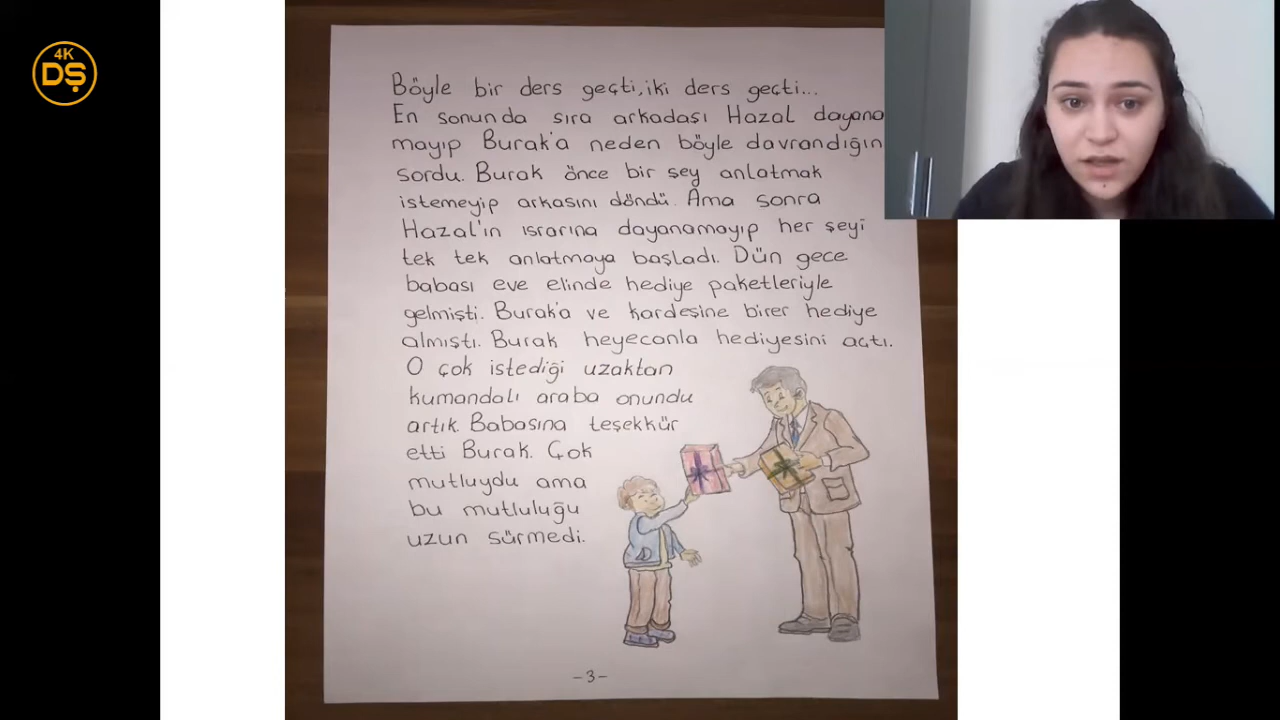 4K
DŞ
Böyle bir ders geçti, iki ders geçti...
En sonunda sıra arkadaşı Hazal dayana
mayıp Burak'a neden böyle davrandığın
sordu. Burak önce bir şey anlatmak
istemeyip arkasını döndü. Ama sonra
Hazal'ın ısrarına dayanamayıp her şeyi
tek tek anlatmaya başladı. Dün gece
babası eve elinde hediye paketleriyle
gelmişti. Burak'a ve kardeşine birer hediye
almıştı. Burak heyecanla hediyesini açtı.
O çok istediği uzaktan
kumandalı araba onundu
artık. Babasına teşekkür
etti Burak. Çok
mutluydu ama
bu mutluluğu
uzun sürmedi.
-3-